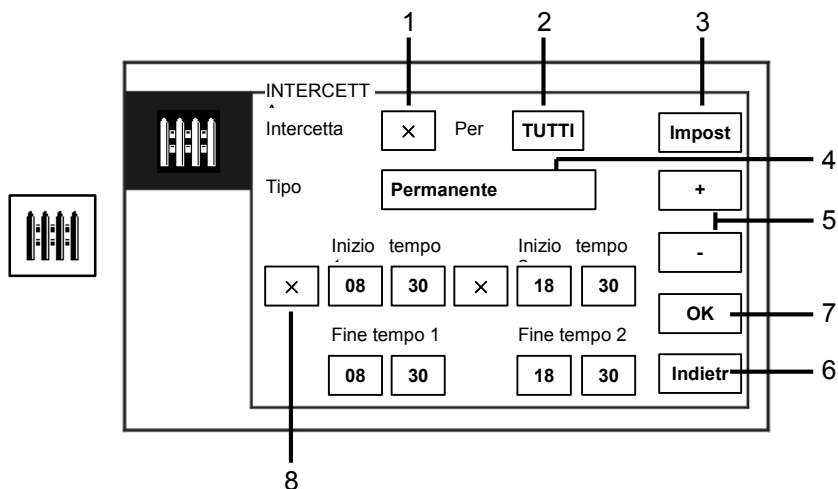 1 2 3
INTERCETT
Intercetta × Per TUTTI Impost
4
Tipo Permanente +
5
-
Inizio tempo Inizio tempo
× 08 30 × 18 30
OK 7
Fine tempo 1 Fine tempo 2
08 30 18 30 Indietr 6
8